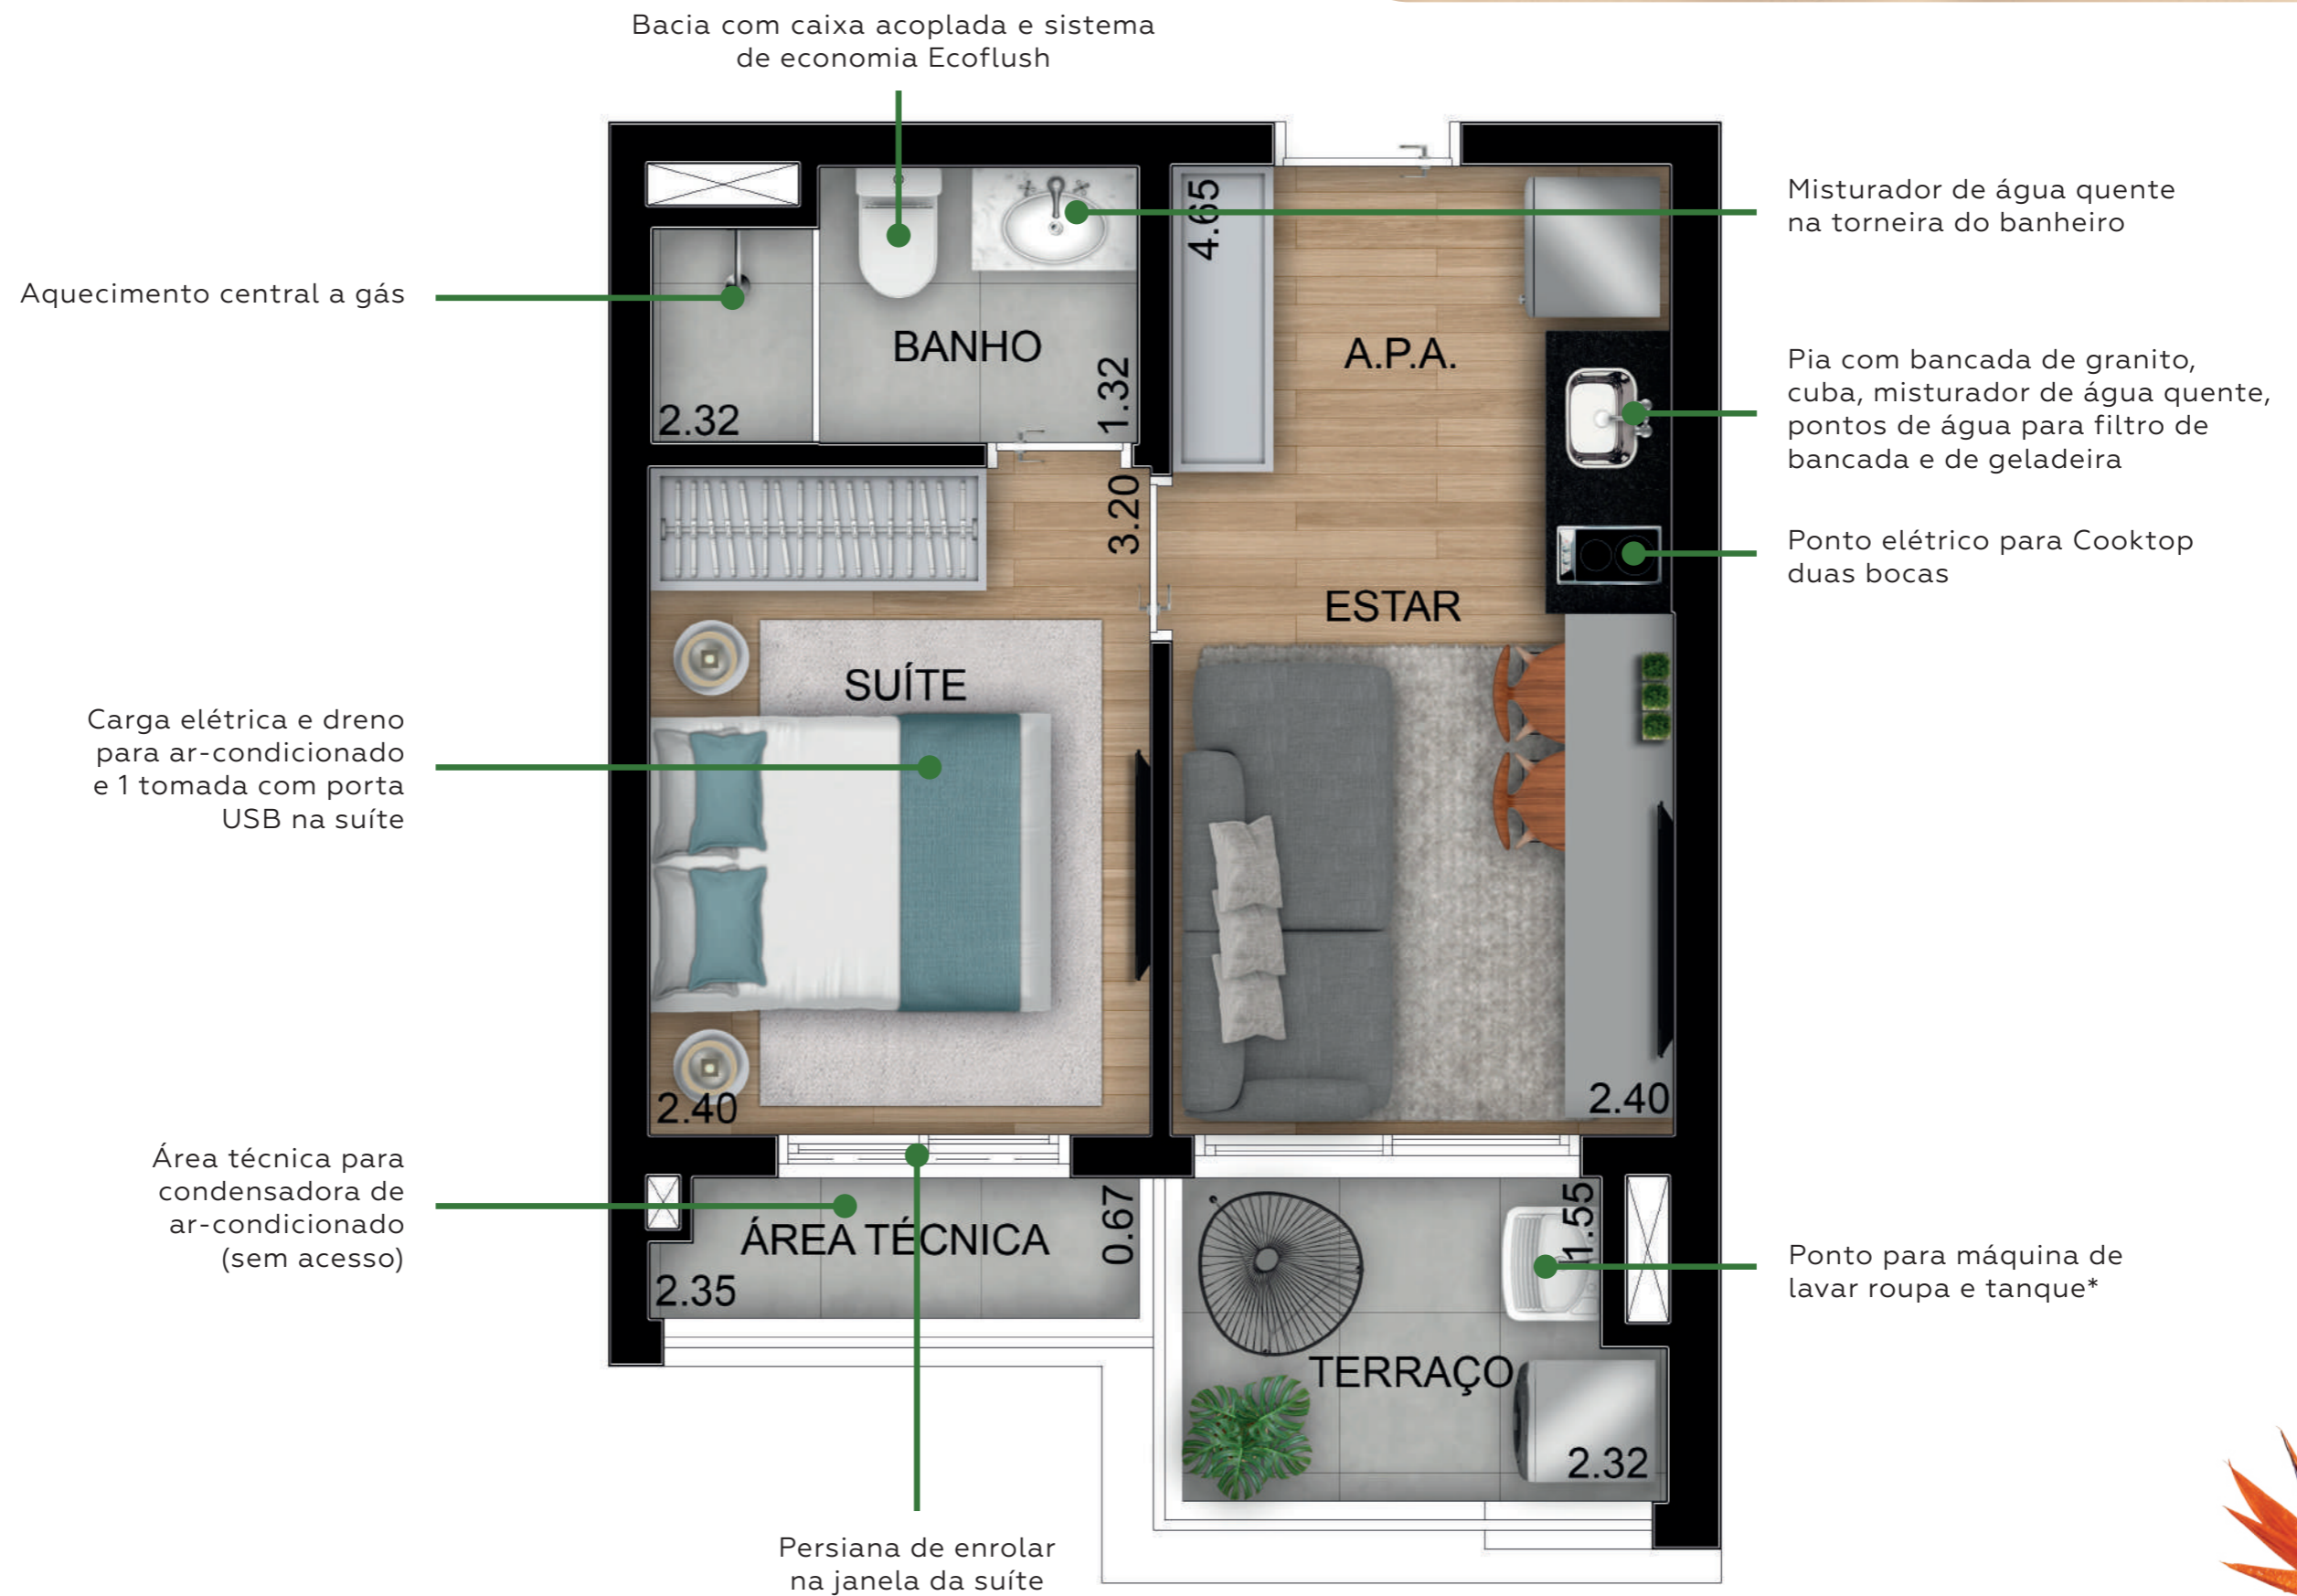 Bacia com caixa acoplada e sistema
de economia Ecoflush
Misturador de água quente
na torneira do banheiro
Aquecimento central a gás
Pia com bancada de granito,
cuba, misturador de água quente,
pontos de água para filtro de
bancada e de geladeira
Ponto elétrico para Cooktop
duas bocas
Carga elétrica e dreno
para ar-condicionado
e 1 tomada com porta
USB na suíte
Área técnica para
condensadora de
ar-condicionado
(sem acesso)
Ponto para máquina de
lavar roupa e tanque*
Persiana de enrolar
na janela da suíte
BANHO
2.32
1.32
4.65
A.P.A.
3.20
ESTAR
SUÍTE
2.40
2.40
ÁREA TÉCNICA
0.67
2.35
1.55
TERRAÇO
2.32